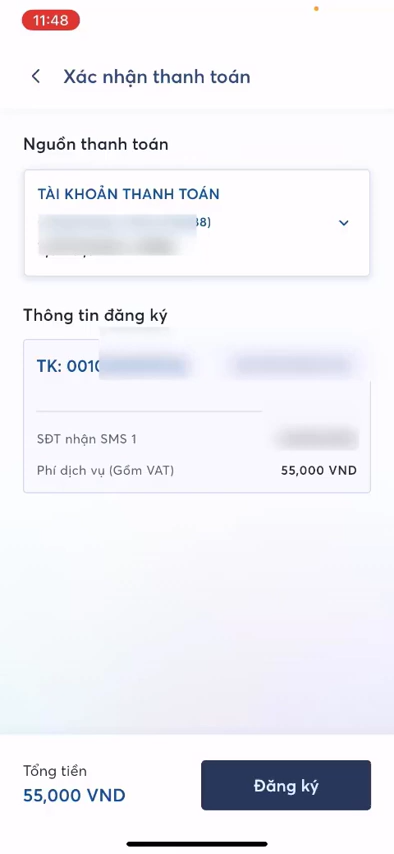 11:48
Xác nhận thanh toán
Nguồn thanh toán
TÀI KHOẢN THANH TOÁN
Thông tin đăng ký
TK:
SĐT nhận SMS 1
Phí dịch vụ (Gồm VAT) 55,000 VND
Tổng tiền
55,000 VND
Đăng ký